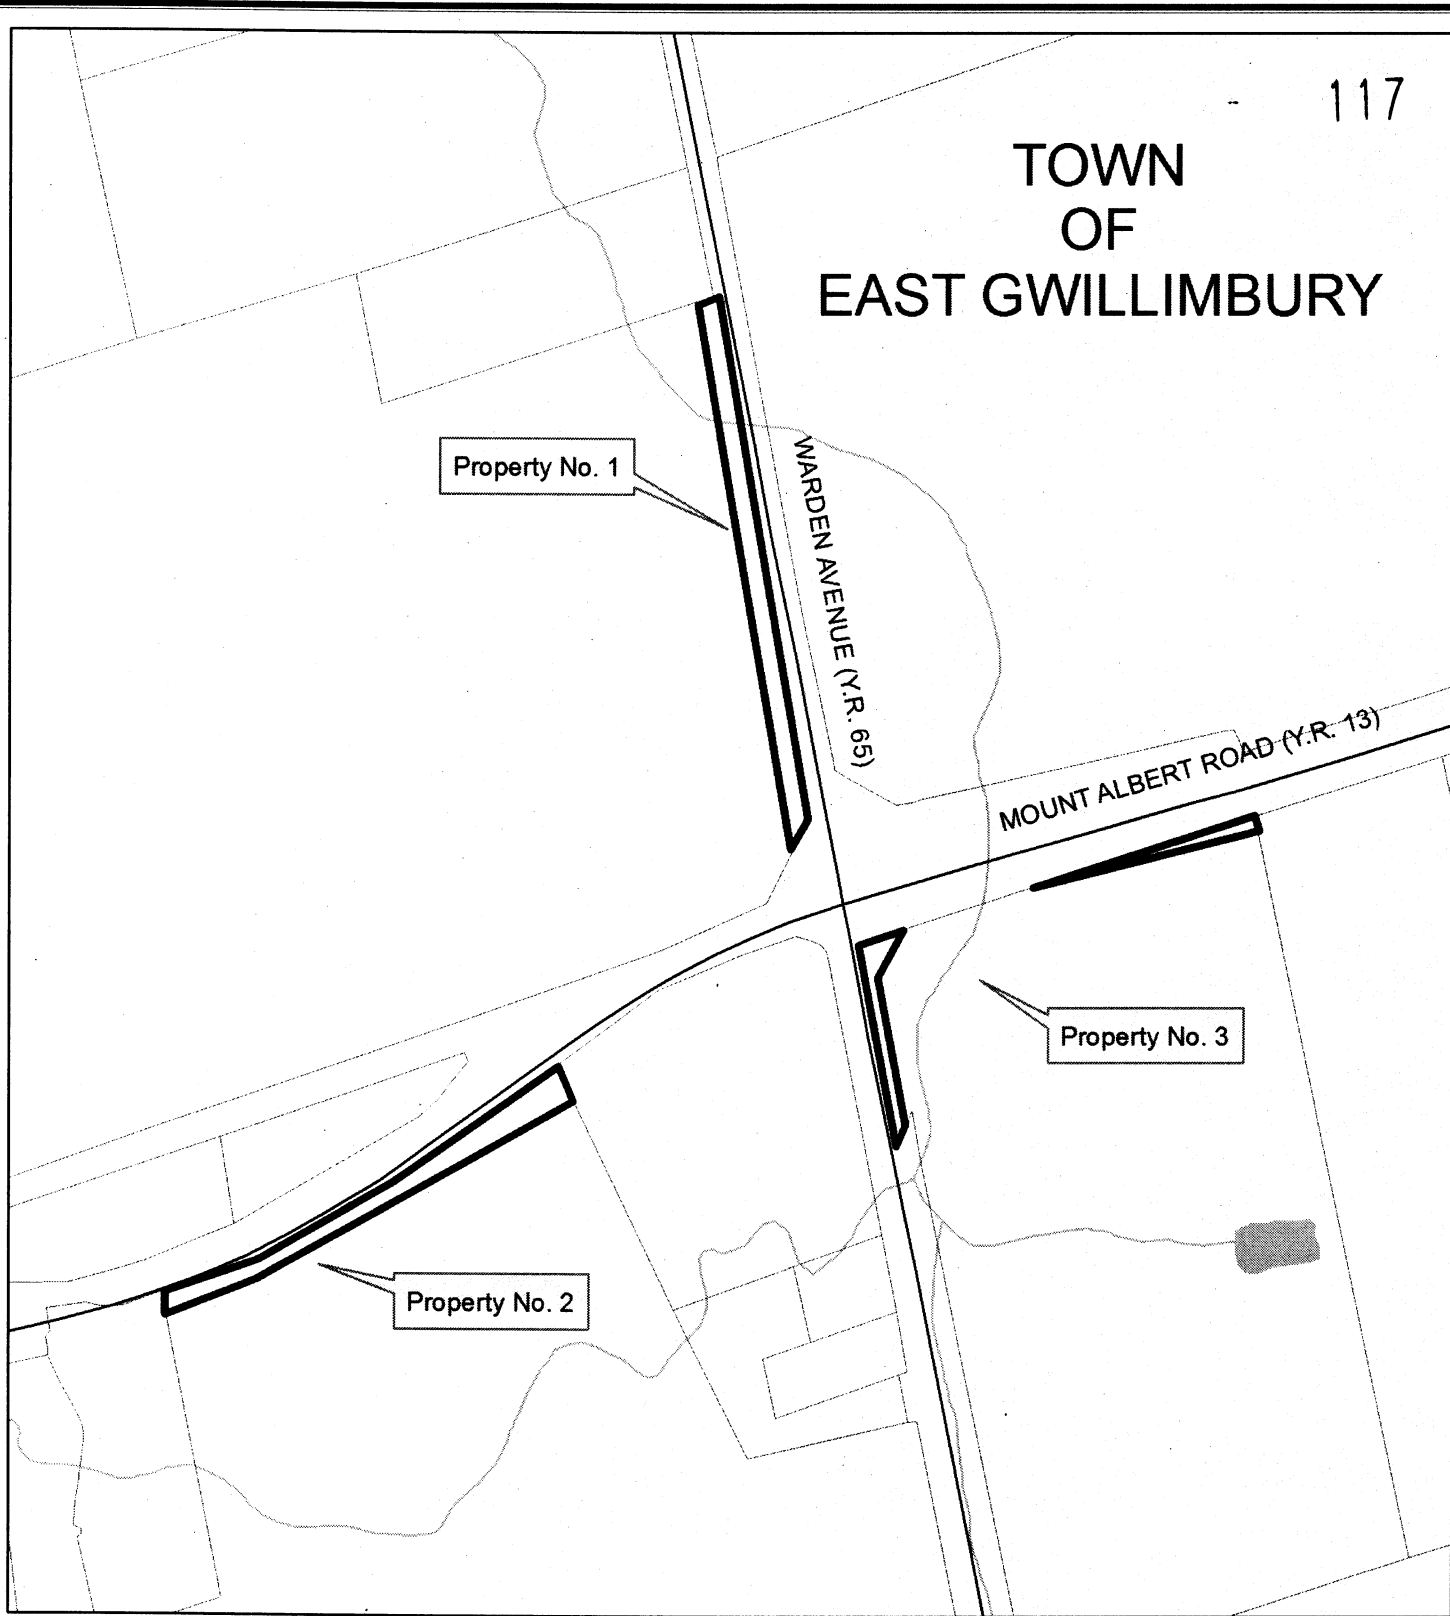 117
TOWN
OF
EAST GWILLIMBURY
Property No. 1
WARDEN AVENUE (Y.R. 65)
MOUNT ALBERT ROAD (Y.R. 13)
Property No. 3
Property No. 2